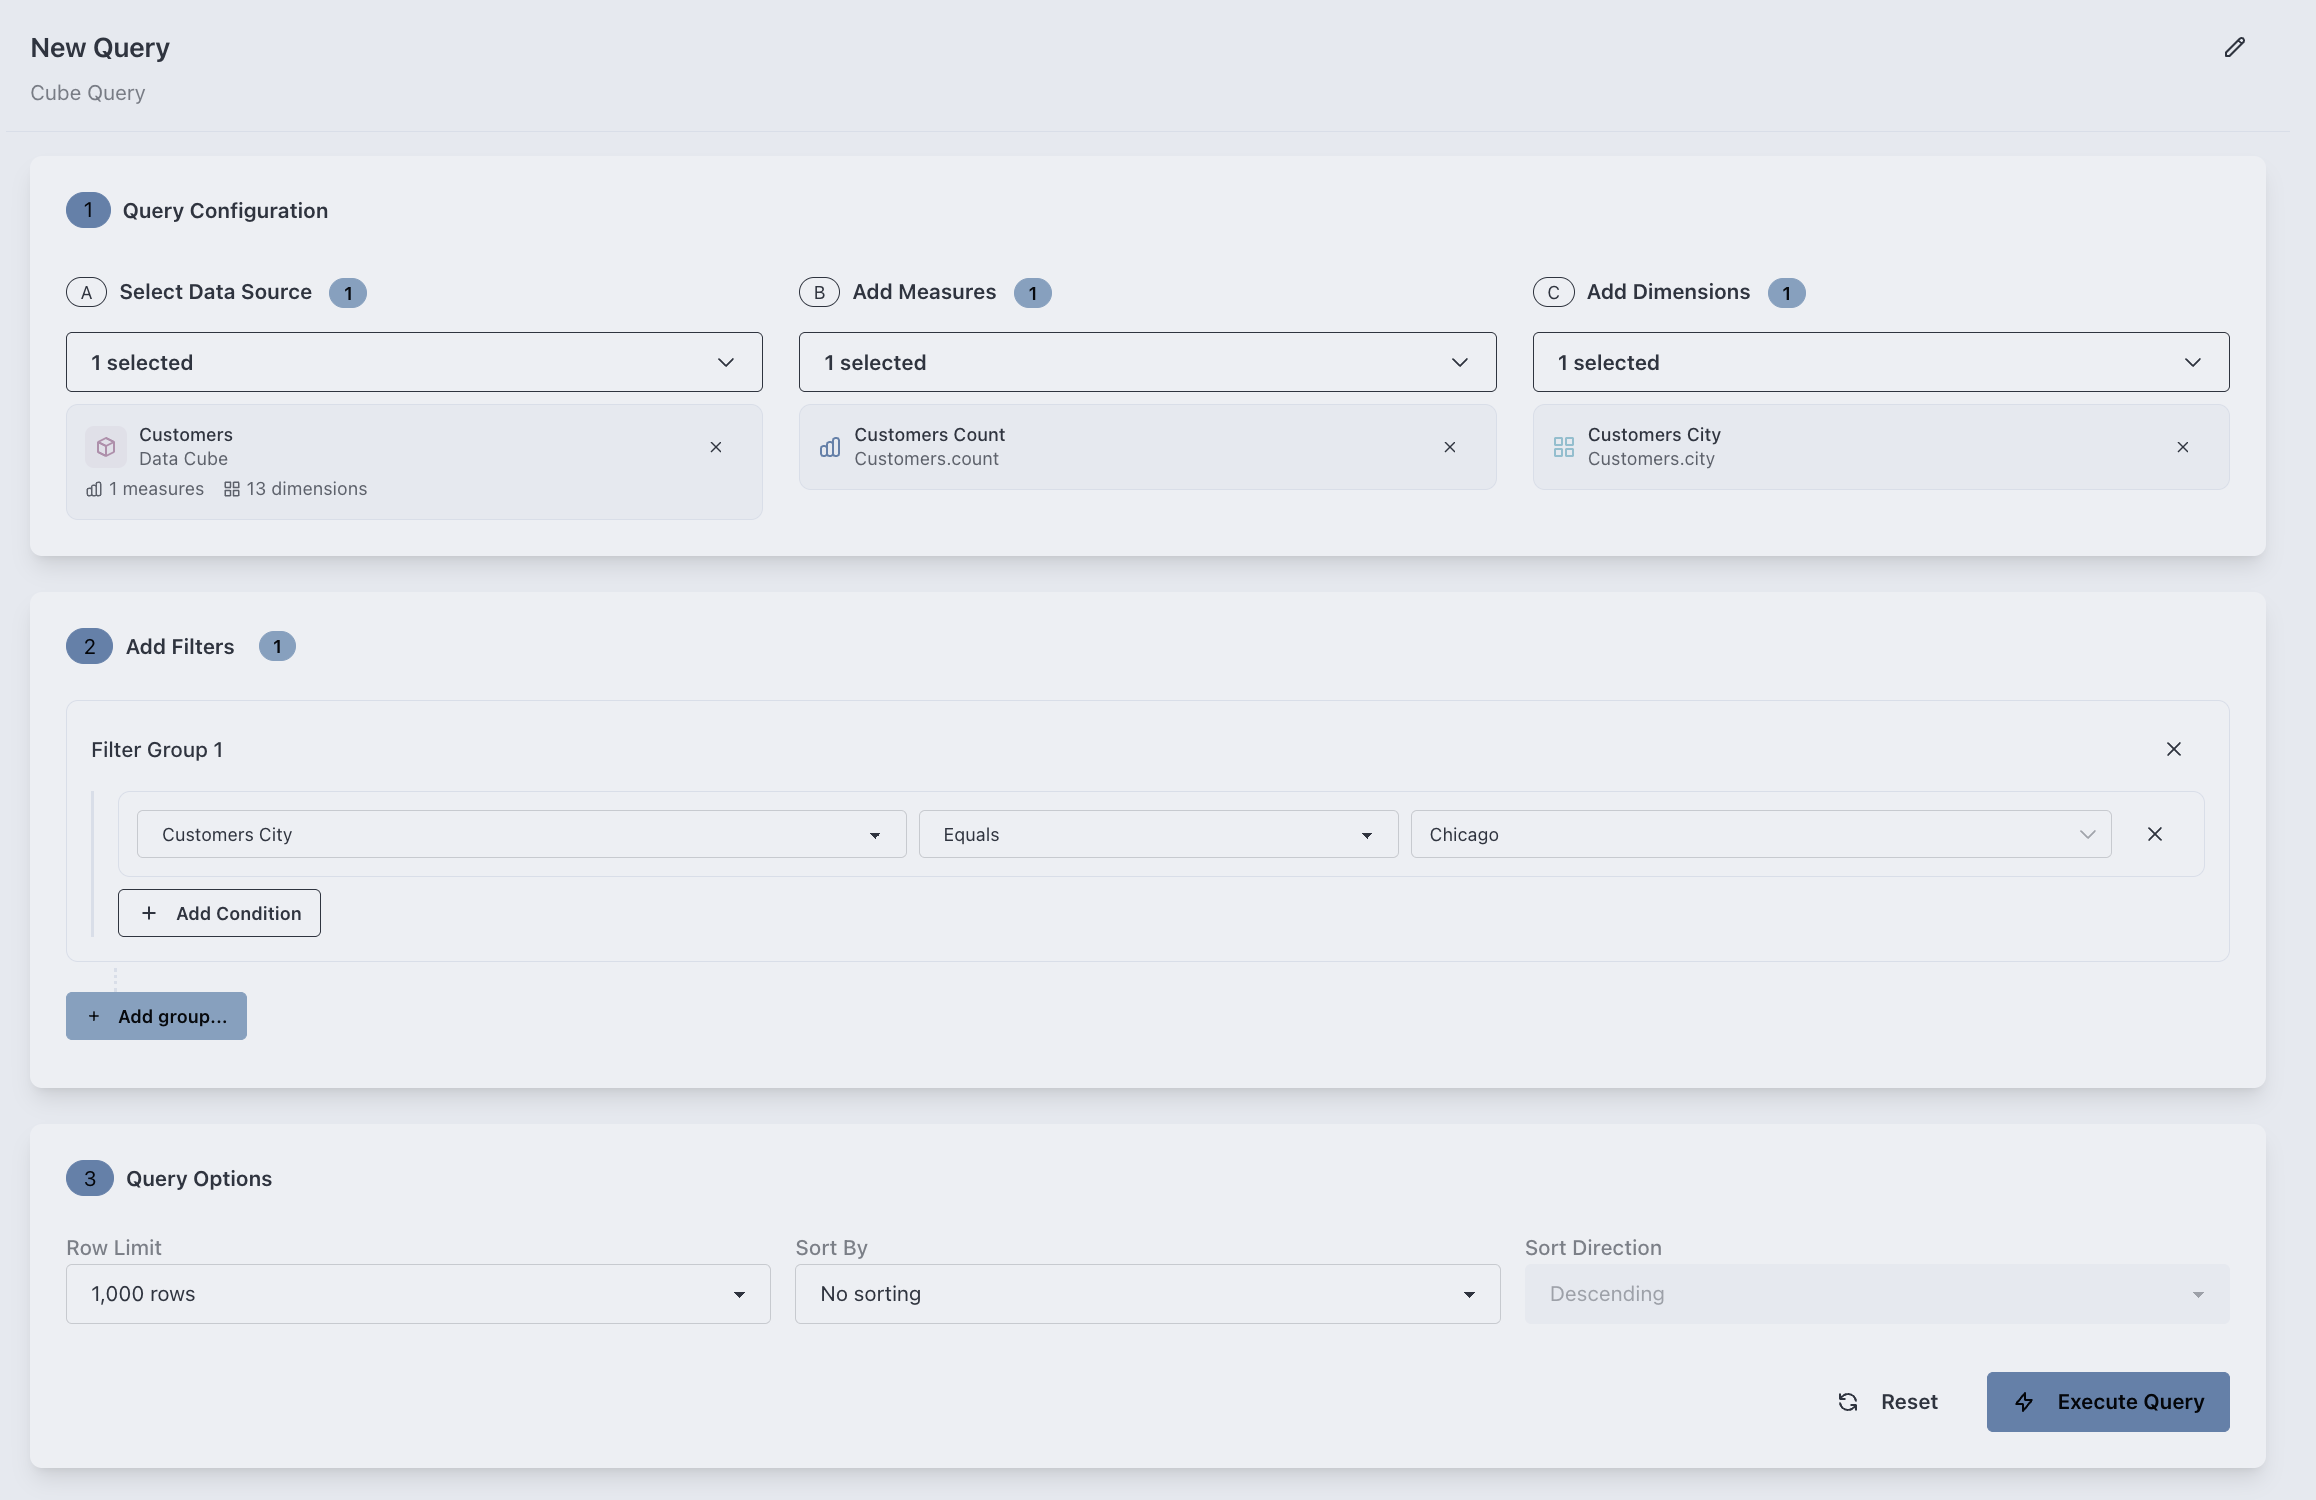 New Query
Cube Query
1 Query Configuration
A Select Data Source 1
1 selected
Customers
Data Cube
1 measures 13 dimensions
B Add Measures 1
1 selected
Customers Count
Customers.count
C Add Dimensions 1
1 selected
Customers City
Customers.city
2 Add Filters 1
Filter Group 1
Customers City Equals Chicago
+ Add Condition
+ Add group...
3 Query Options
Row Limit
1,000 rows
Sort By
No sorting
Sort Direction
Descending
Reset Execute Query